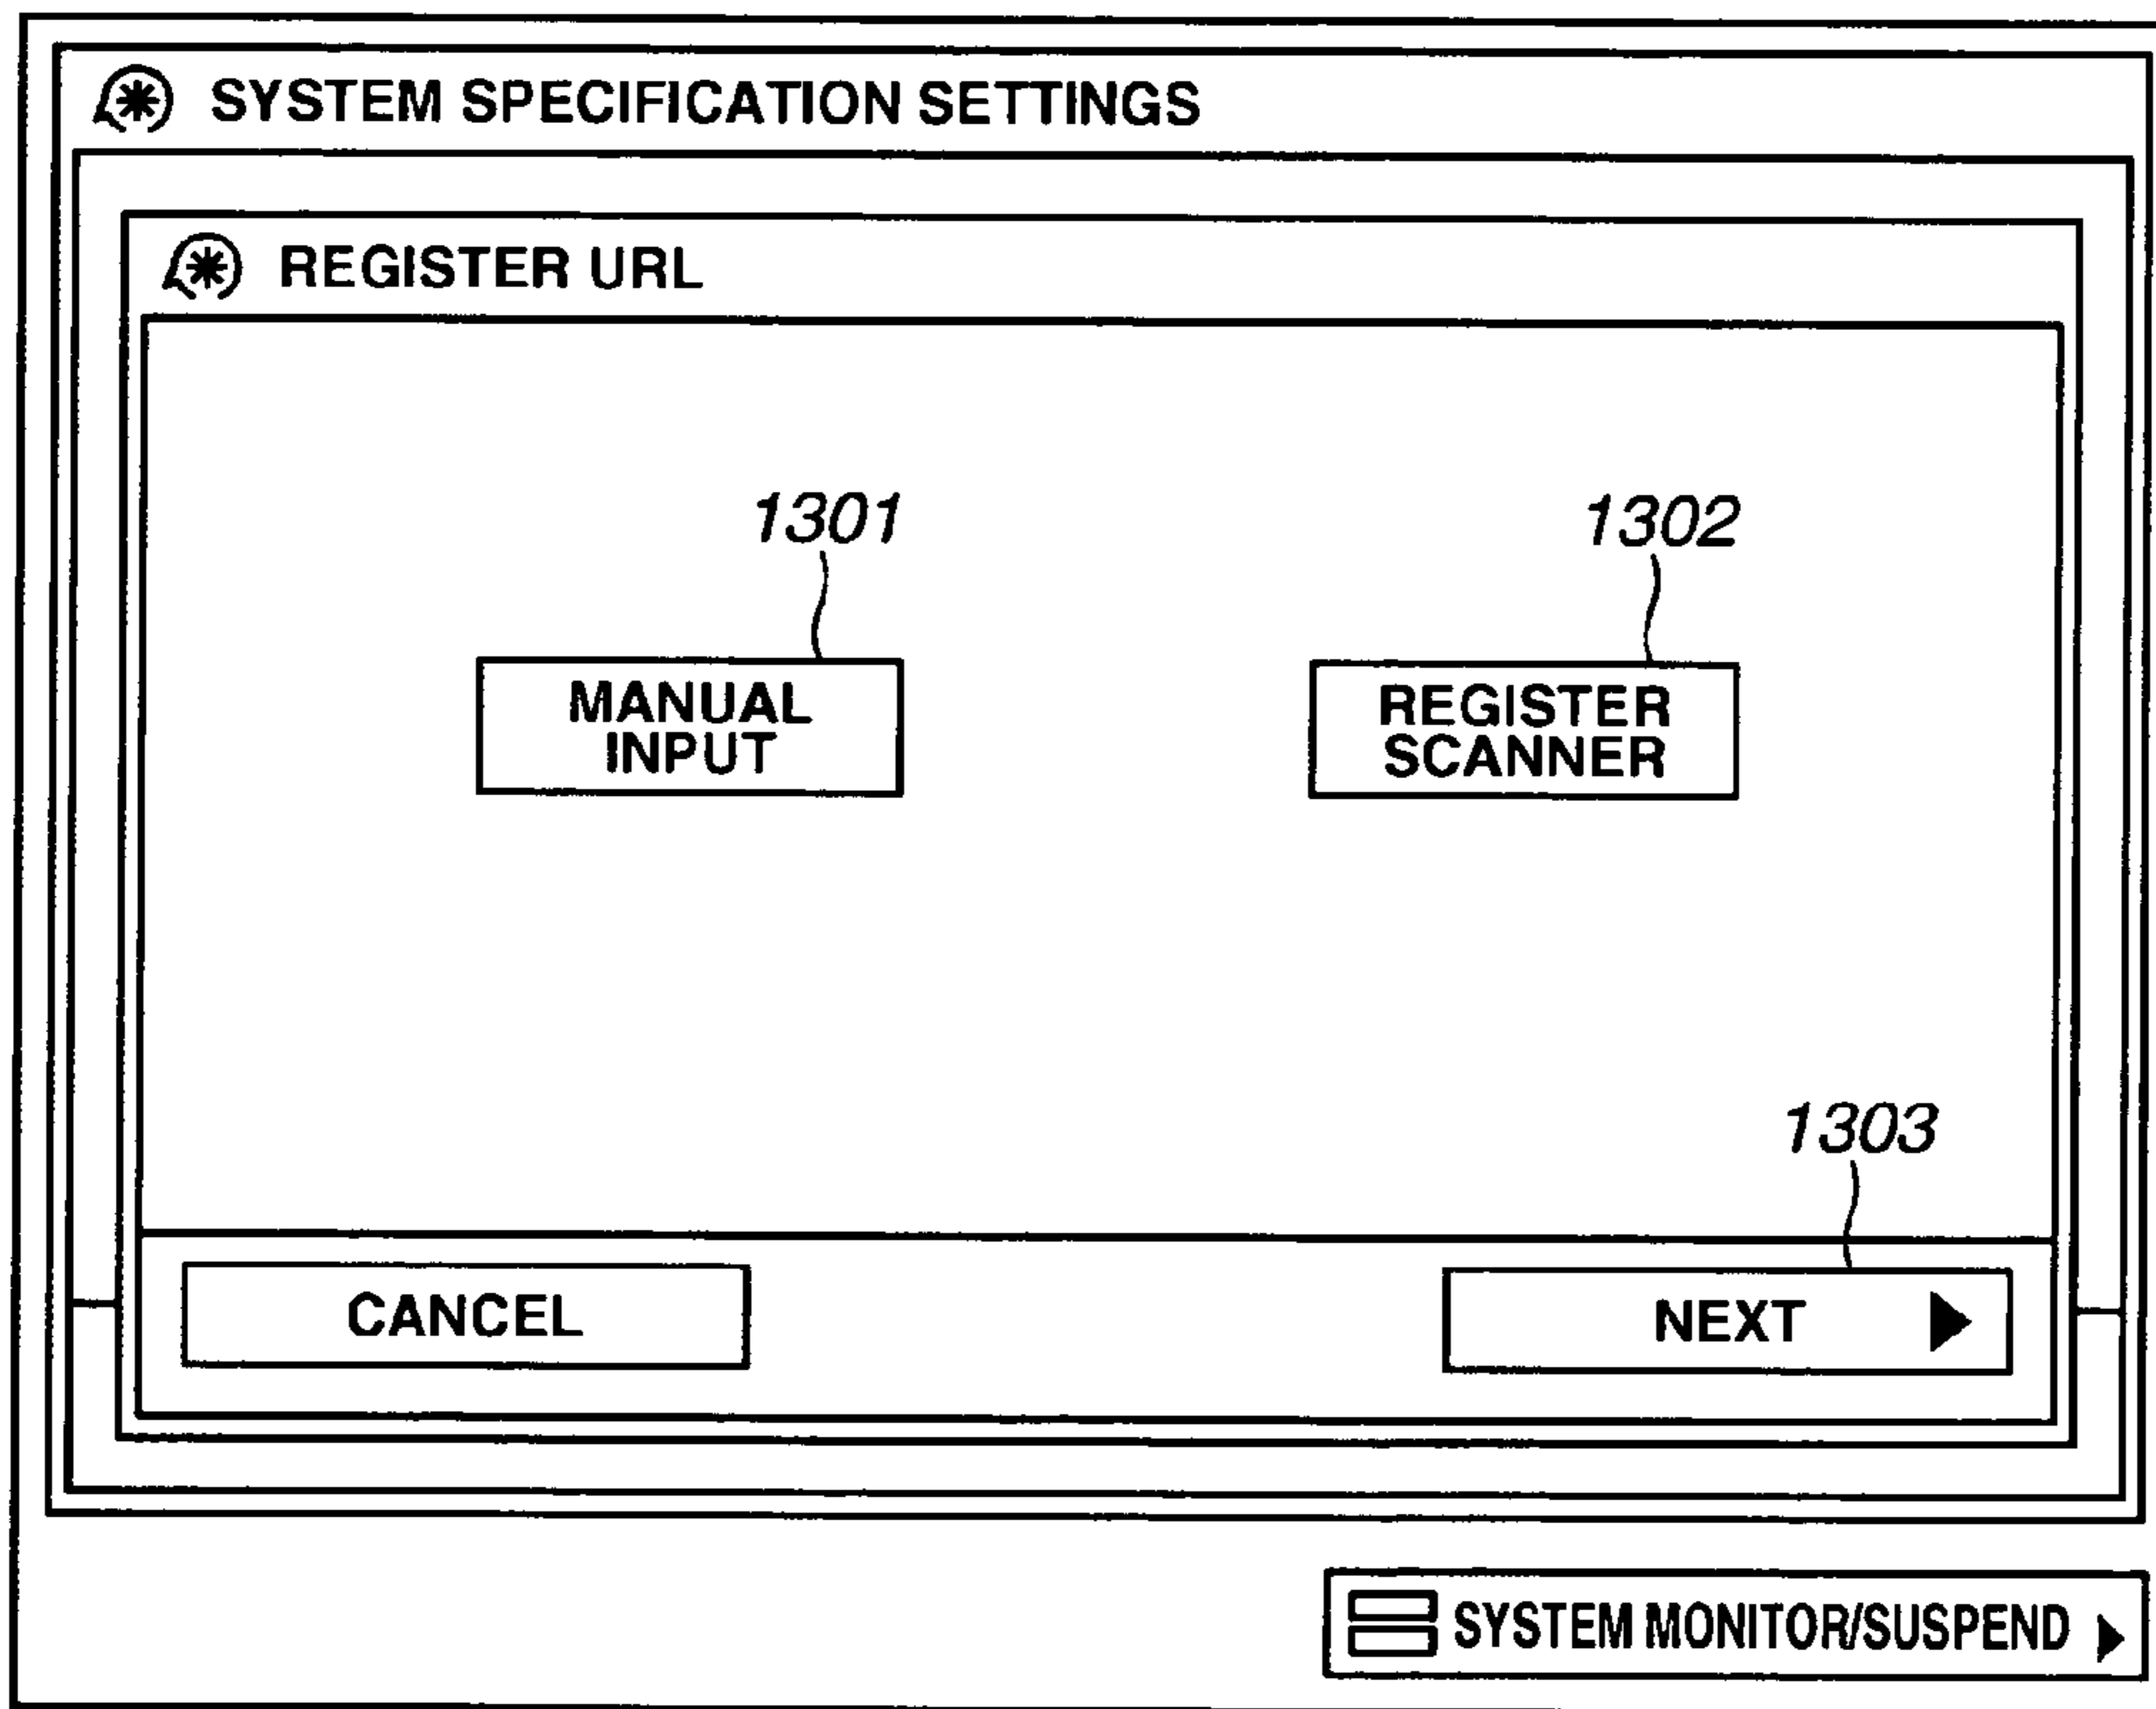 SYSTEM SPECIFICATION SETTINGS
REGISTER URL
1301
1302
MANUAL
INPUT
REGISTER
SCANNER
1303
CANCEL
NEXT
SYSTEM MONITOR/SUSPEND